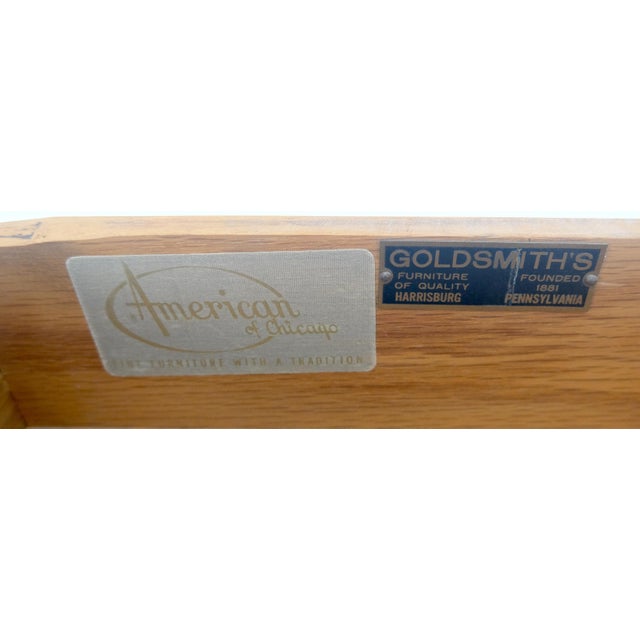 American
of Chicago
FINE FURNITURE WITH A TRADITION
GOLDSMITH'S
FURNITURE FOUNDED
OF QUALITY 1881
HARRISBURG PENNSYLVANIA